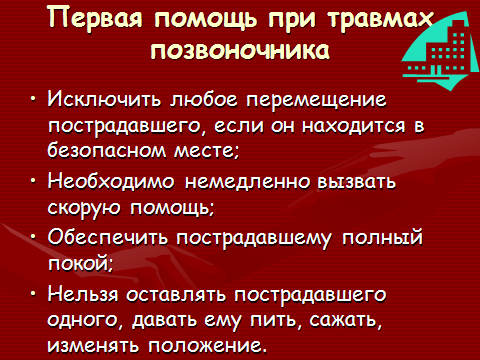 Первая помощь при травмах
позвоночника
• Исключить любое перемещение
пострадавшего, если он находится в
безопасном месте;
• Необходимо немедленно вызвать
скорую помощь;
• Обеспечить пострадавшему полный
покой;
• Нельзя оставлять пострадавшего
одного, давать ему пить, сажать,
изменять положение.